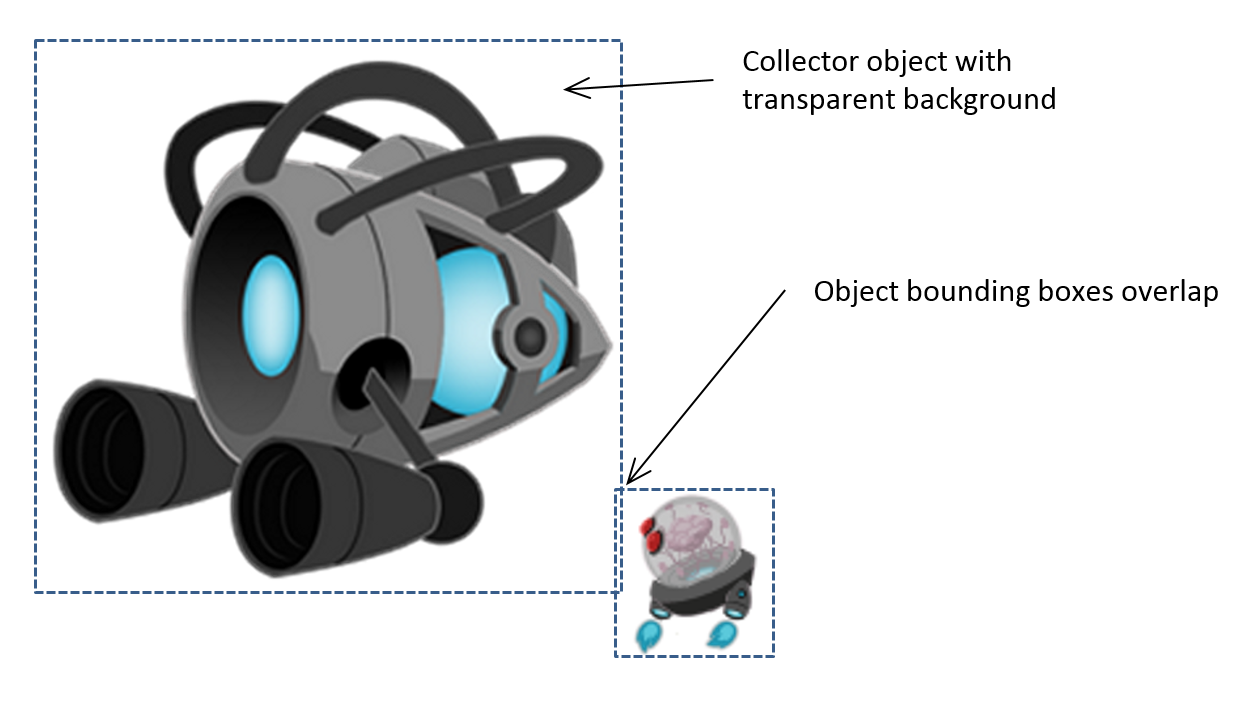 Collector object with
transparent background
Object bounding boxes overlap